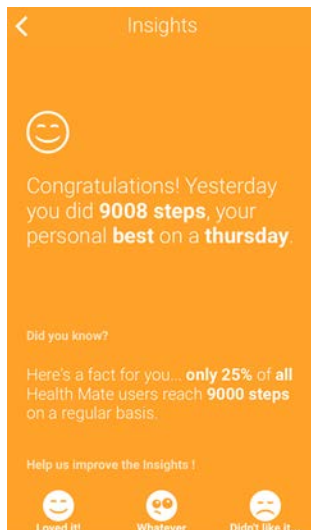 Insights
Congratulations! Yesterday
you did 9008 steps, your
personal best on a thursday.
Did you know?
Here's a fact for you... only 25% of all
Health Mate users reach 9000 steps
on a regular basis.
Help us improve the Insights !
Loved it! Whatever Didn't like it